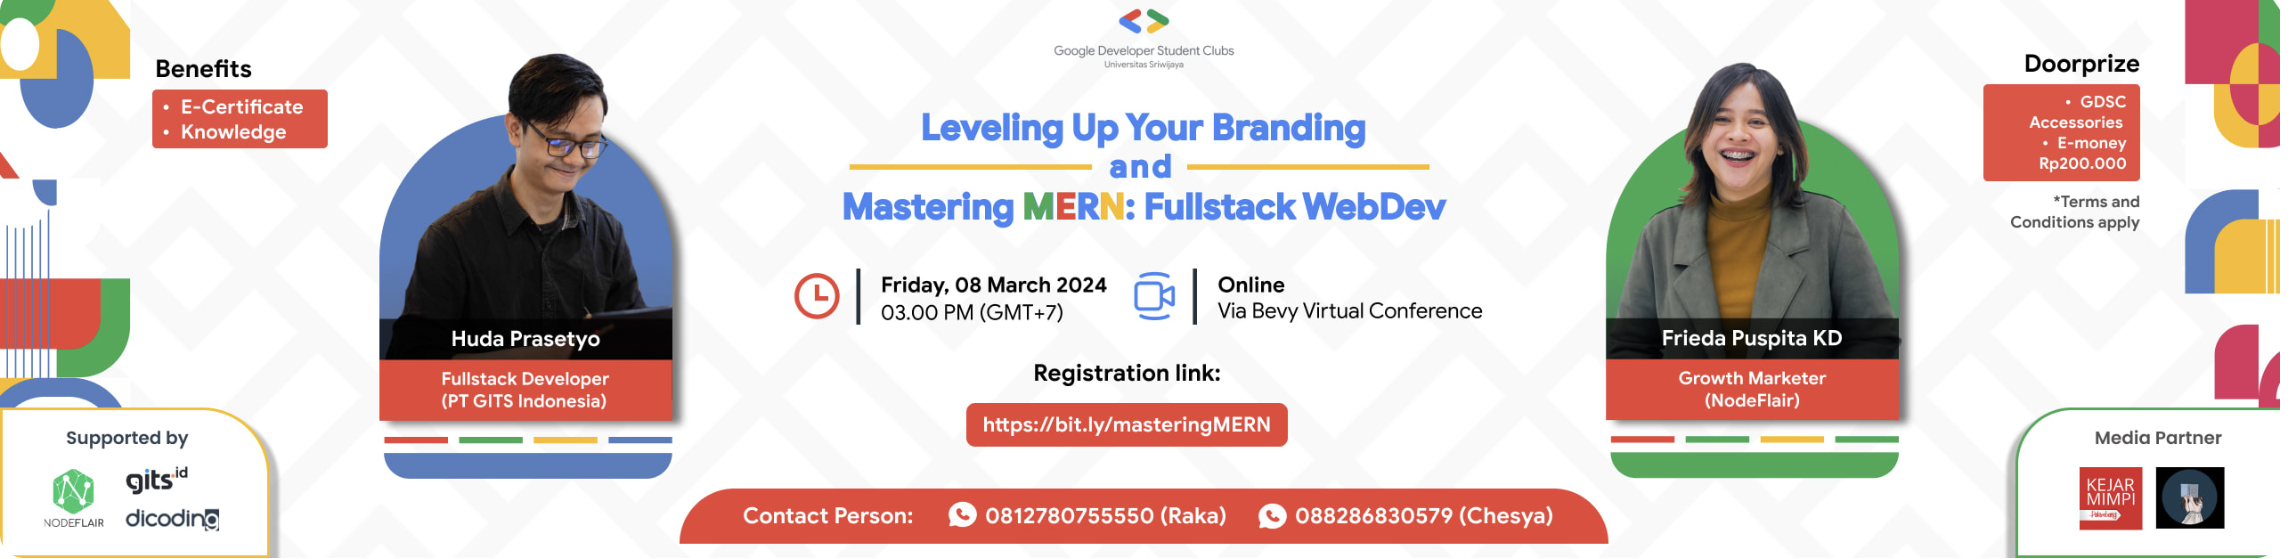 Google Developer Student Clubs
Universitas Sriwijaya
Benefits
• E-Certificate
• Knowledge
Leveling Up Your Branding
and
Mastering MERN: Fullstack WebDev
Friday, 08 March 2024
03.00 PM (GMT+7)
Online
Via Bevy Virtual Conference
Registration link:
https://bit.ly/masteringMERN
Huda Prasetyo
Fullstack Developer
(PT GITS Indonesia)
Frieda Puspita KD
Growth Marketer
(NodeFlair)
Doorprize
• GDSC
Accessories
• E-money
Rp200.000
*Terms and
Conditions apply
Supported by
NODEFLAIR
gits.id
dicoding
Contact Person:
0812780755550 (Raka)
088286830579 (Chesya)
Media Partner
KEJAR
MIMPI